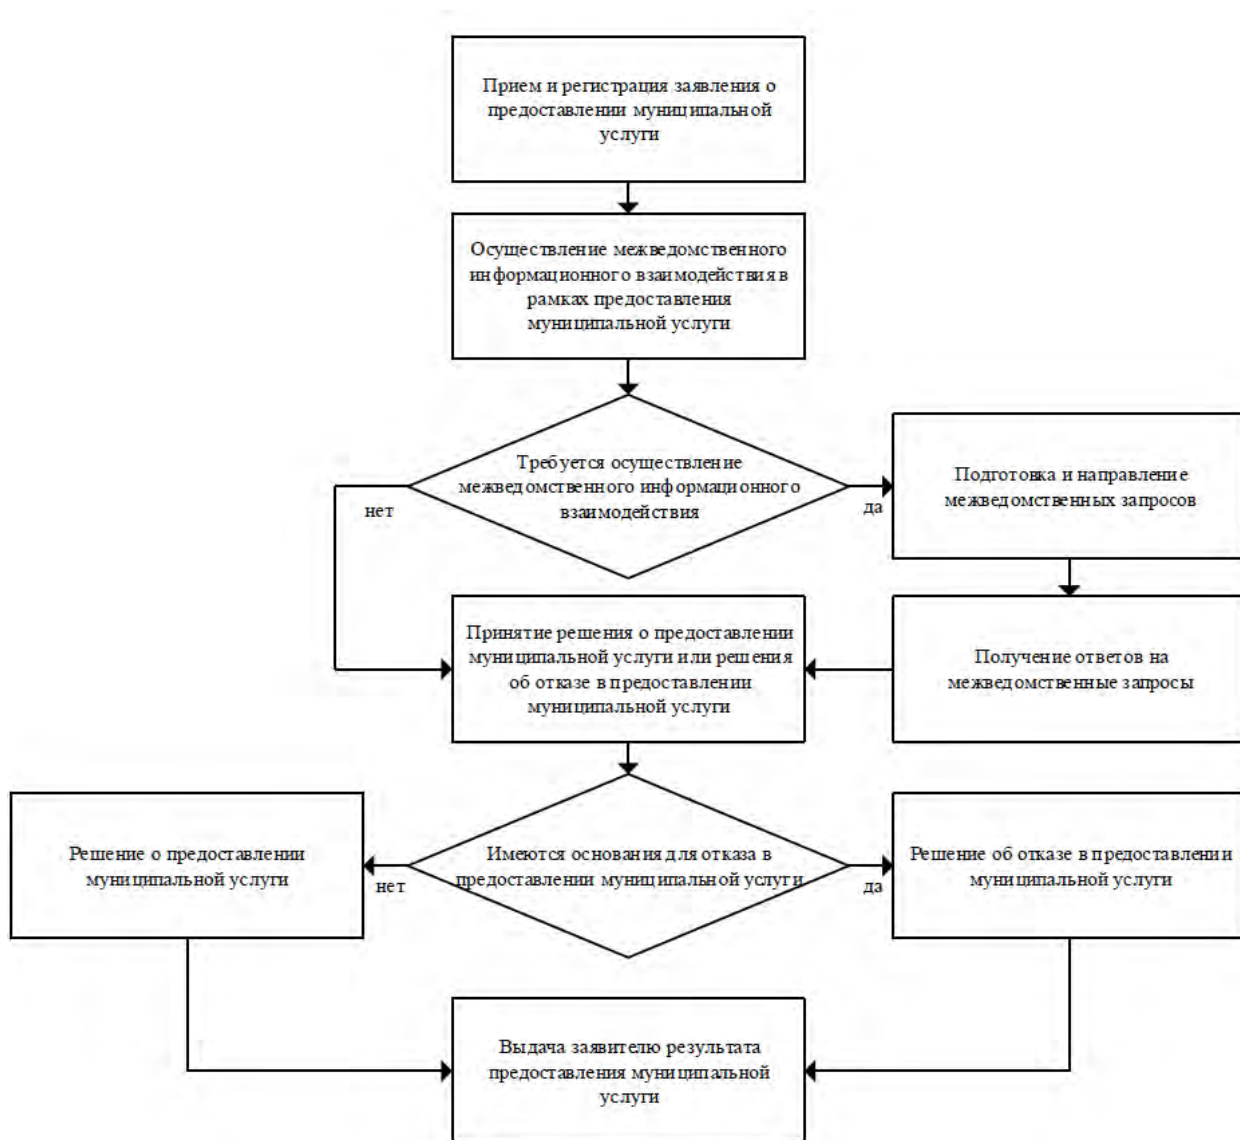 Прием и регистрация заявления о
предоставлении муниципальной
услуги
Осуществление межведомственного
информационного взаимодействия в
рамках предоставления
муниципальной услуги
Требуется осуществление
межведомственного информационного
взаимодействия
нет
да
Подготовка и направление
межведомственных запросов
Принятие решения о предоставлении
муниципальной услуги или решения
об отказе в предоставлении
муниципальной услуги
Получение ответов на
межведомственные запросы
Решение о предоставлении
муниципальной услуги
нет
Имеются основания для отказа в
предоставлении муниципальной услуги
да
Решение об отказе в предоставлении
муниципальной услуги
Выдача заявителю результата
предоставления муниципальной
услуги